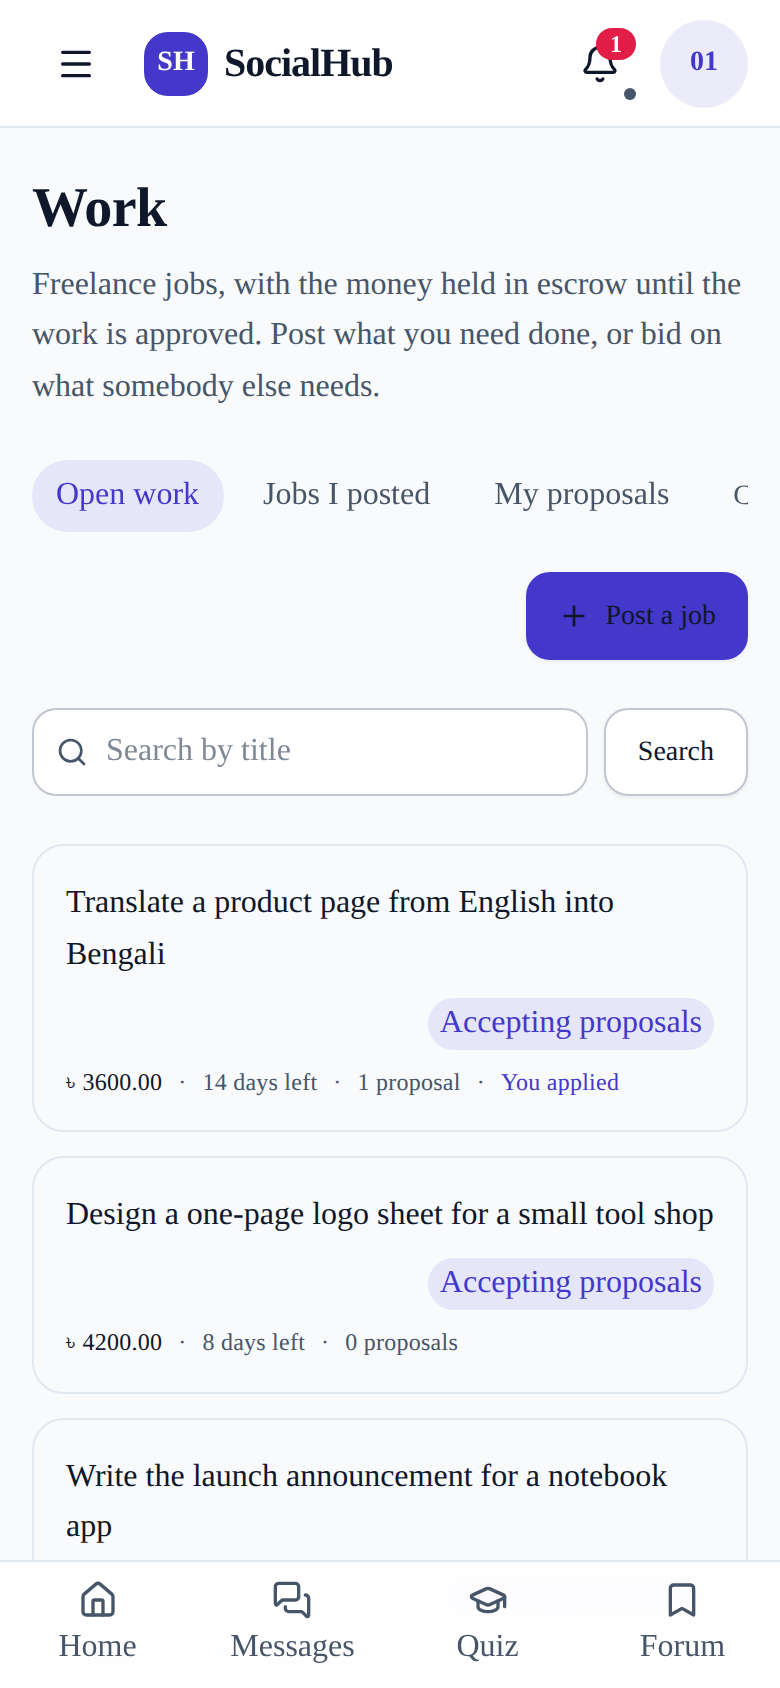 SH SocialHub 1 01
Work
Freelance jobs, with the money held in escrow until the
work is approved. Post what you need done, or bid on
what somebody else needs.
Open work Jobs I posted My proposals
Post a job
Search by title Search
Translate a product page from English into
Bengali
Accepting proposals
৳ 3600.00 · 14 days left · 1 proposal · You applied
Design a one-page logo sheet for a small tool shop
Accepting proposals
৳ 4200.00 · 8 days left · 0 proposals
Write the launch announcement for a notebook
app
Home Messages Quiz Forum